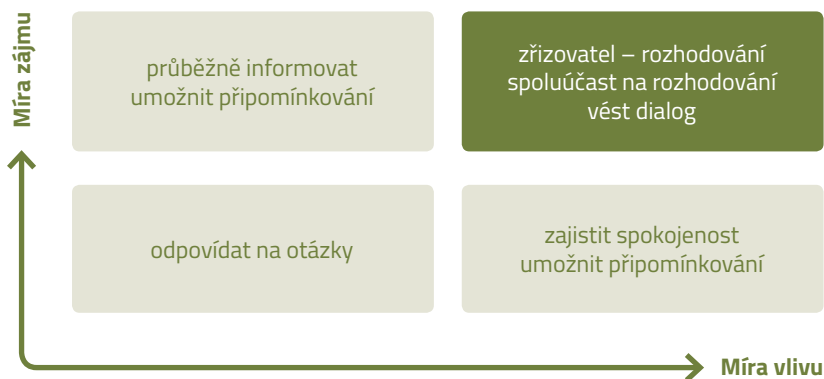 Míra zájmu
průběžně informovat
umožnit připomínkování
zřizovatel – rozhodování
spoluúčast na rozhodování
vést dialog
odpovídat na otázky
zajistit spokojenost
umožnit připomínkování
Míra vlivu